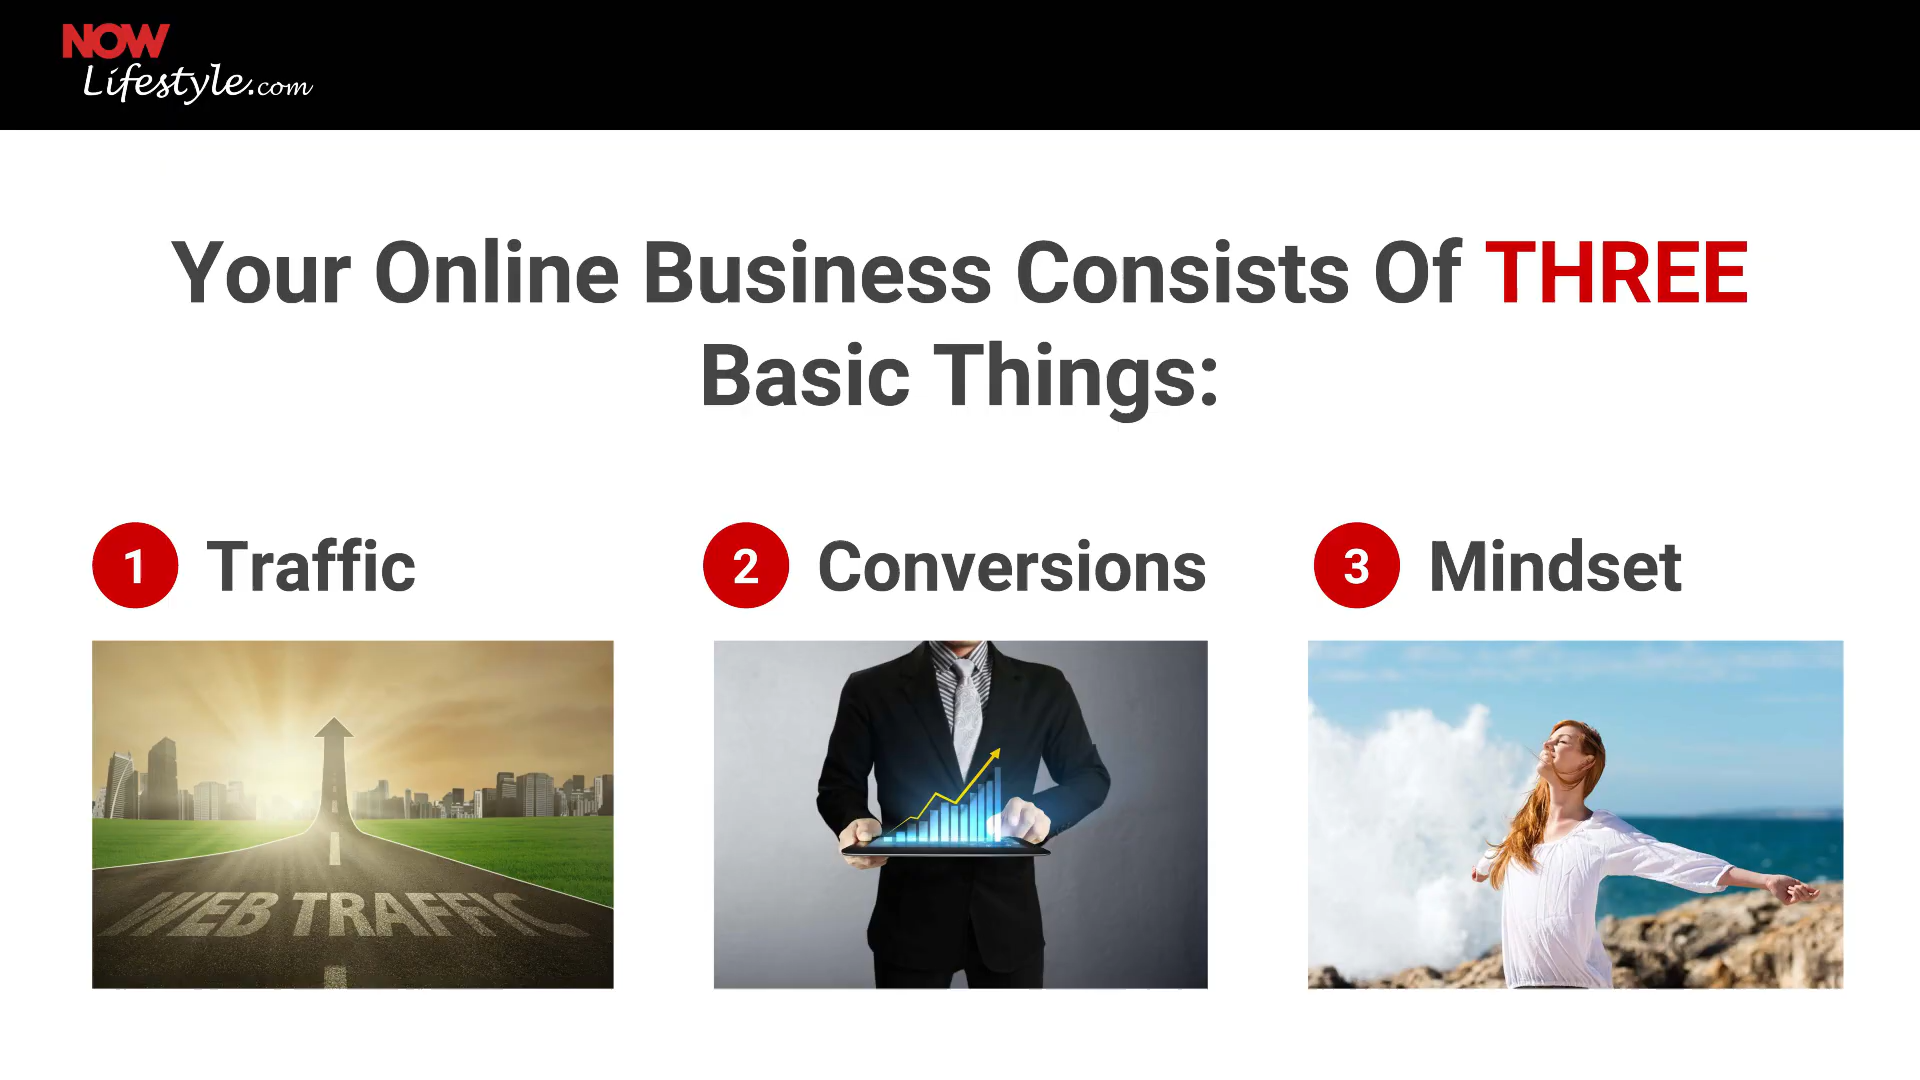 NOW
Lifestyle.com
Your Online Business Consists Of THREE
Basic Things:
1 Traffic
2 Conversions
3 Mindset
WEB TRAFFIC